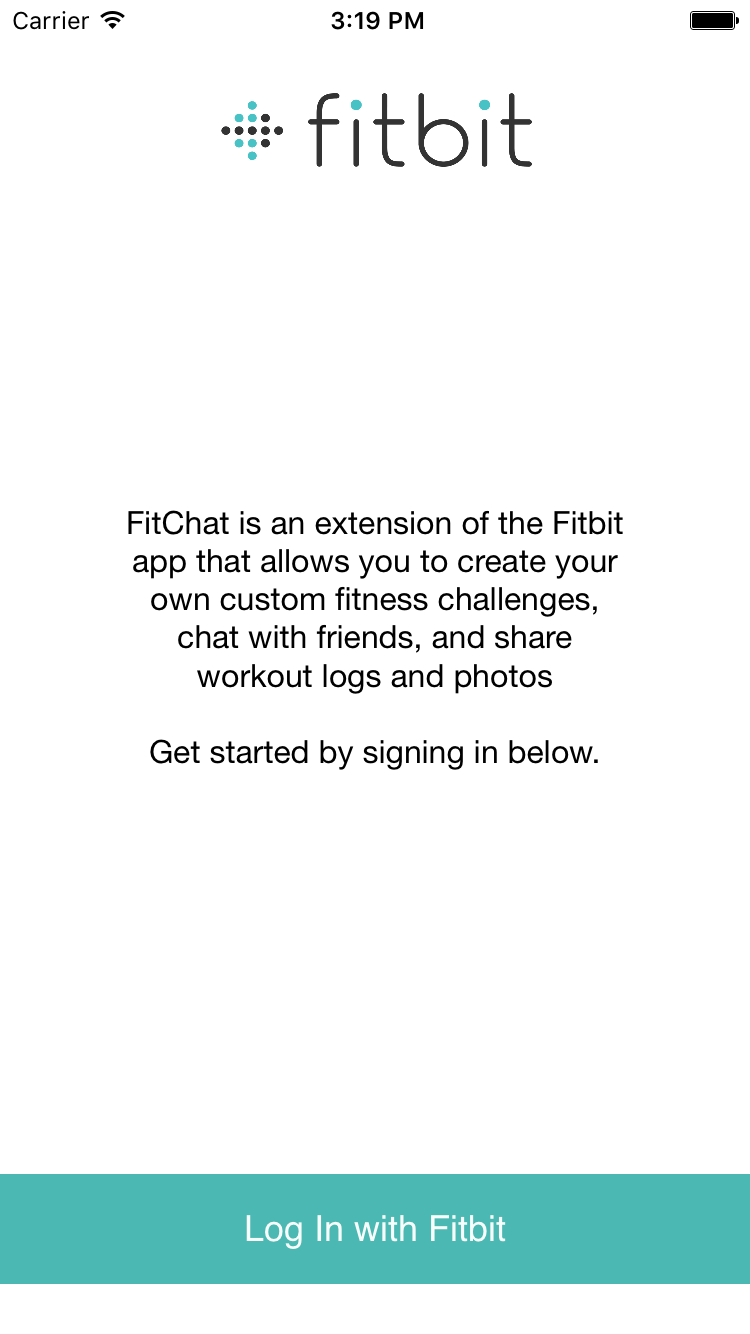 Carrier 3:19 PM
fitbit
FitChat is an extension of the Fitbit
app that allows you to create your
own custom fitness challenges,
chat with friends, and share
workout logs and photos
Get started by signing in below.
Log In with Fitbit